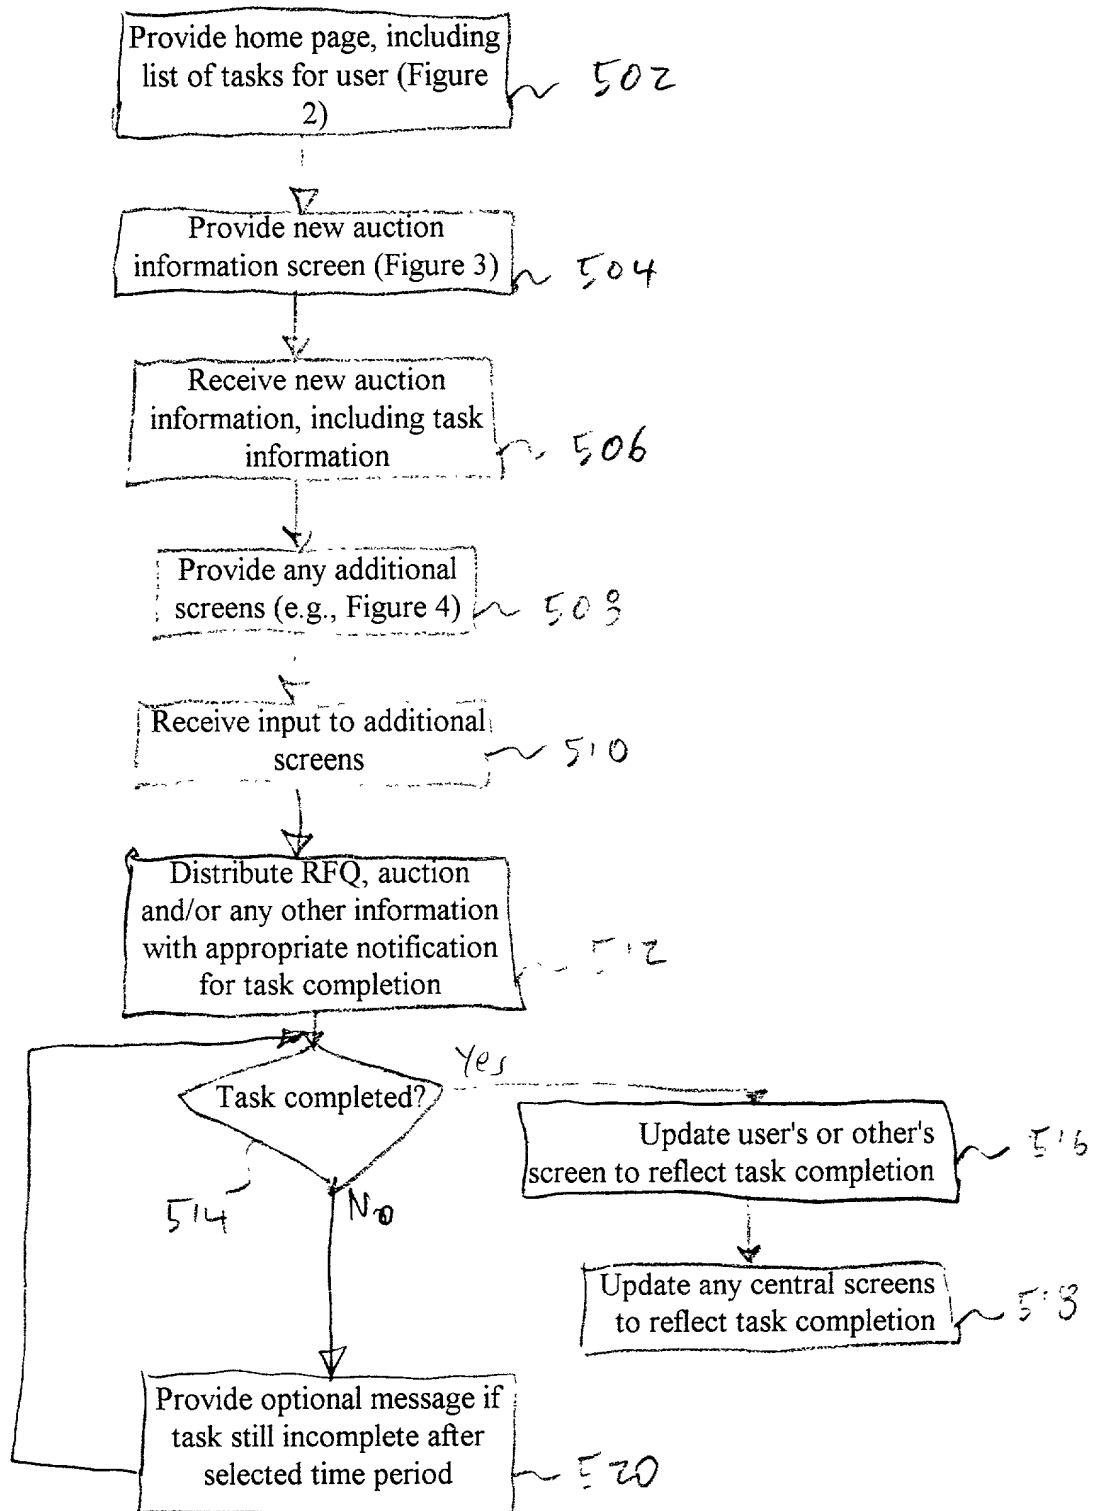 Provide home page, including
list of tasks for user (Figure
2)
502
Provide new auction
information screen (Figure 3)
504
Receive new auction
information, including task
information
506
Provide any additional
screens (e.g., Figure 4)
508
Receive input to additional
screens
510
Distribute RFQ, auction
and/or any other information
with appropriate notification
for task completion
512
Task completed?
Yes
514
No
Update user's or other's
screen to reflect task completion
516
Update any central screens
to reflect task completion
518
Provide optional message if
task still incomplete after
selected time period
520